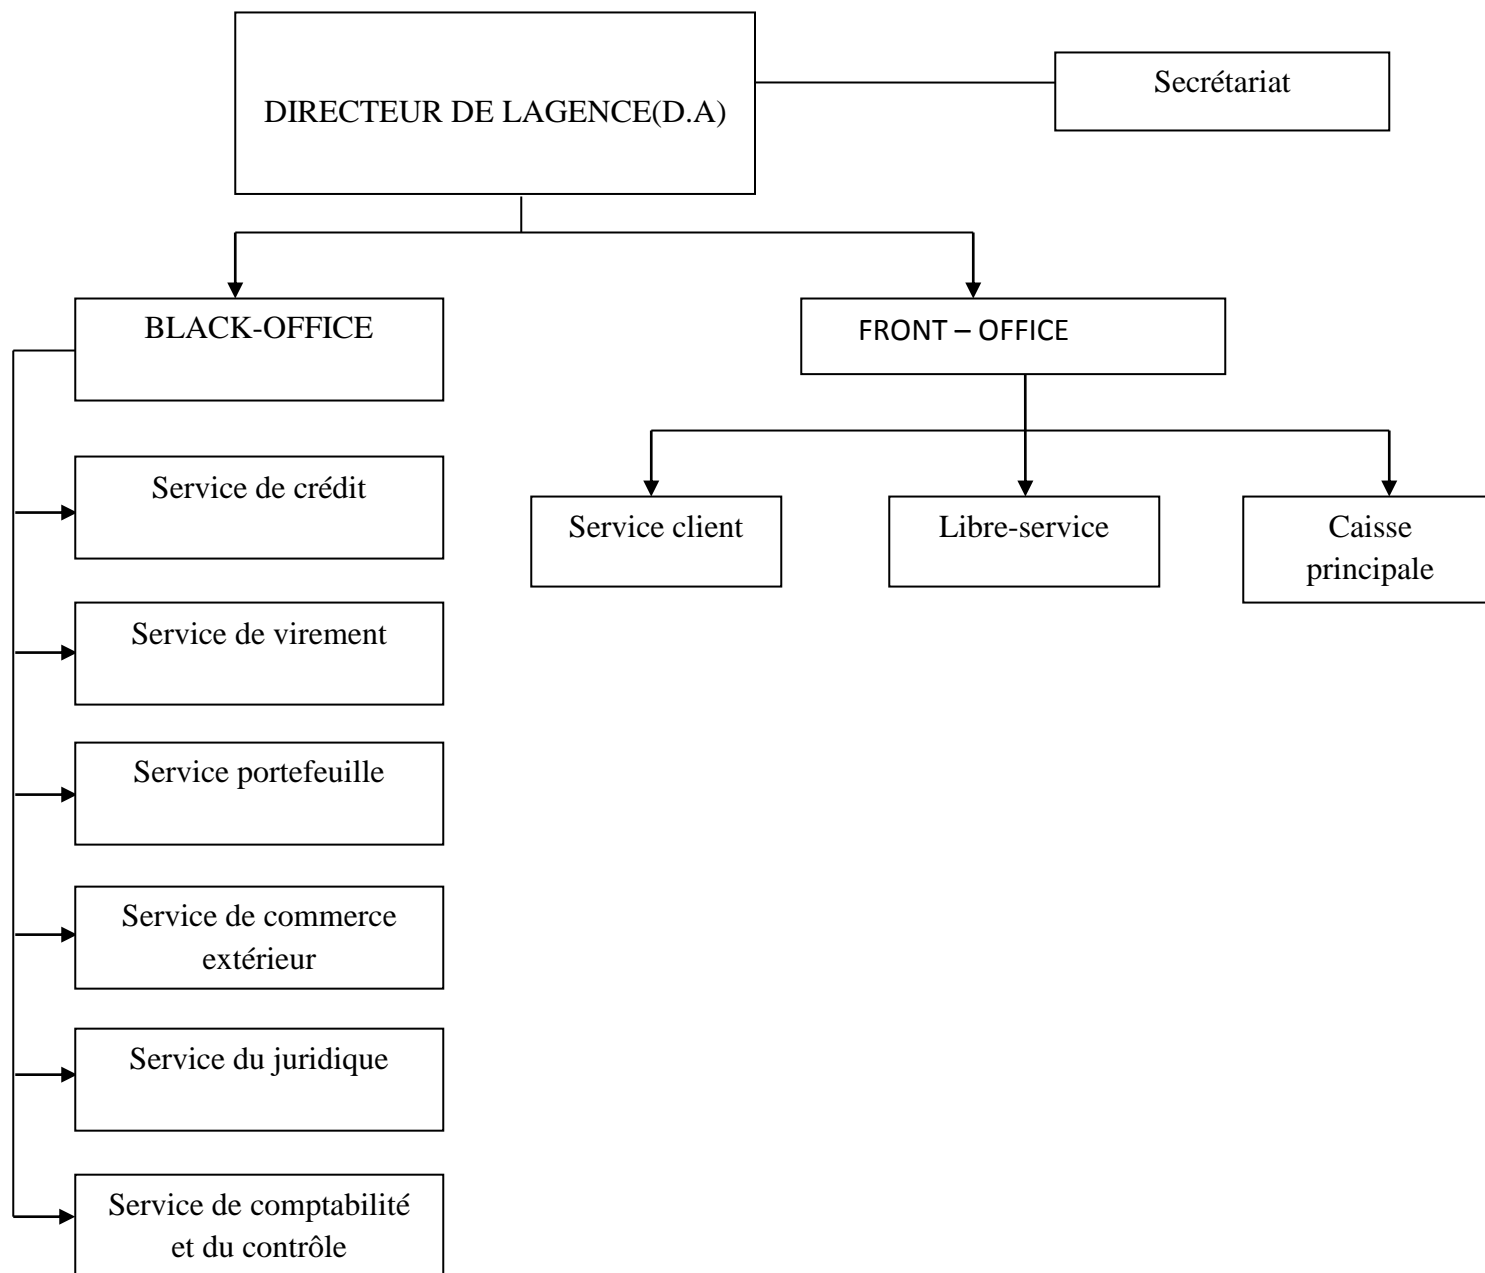 DIRECTEUR DE LAGENCE(D.A)
Secrétariat
BLACK-OFFICE
FRONT – OFFICE
Service de crédit
Service de virement
Service portefeuille
Service de commerce
extérieur
Service du juridique
Service de comptabilité
et du contrôle
Service client
Libre-service
Caisse
principale